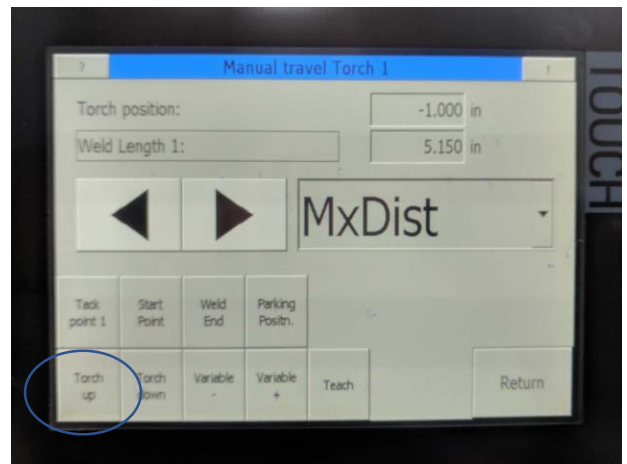 ?
Manual travel Torch 1
Torch position:
-1.000 in
Weld Length 1:
5.150 in
MxDist
Tack point 1
Start Point
Weld End
Parking Positn.
Torch up
Torch down
Variable -
Variable +
Teach
Return
TOUCH